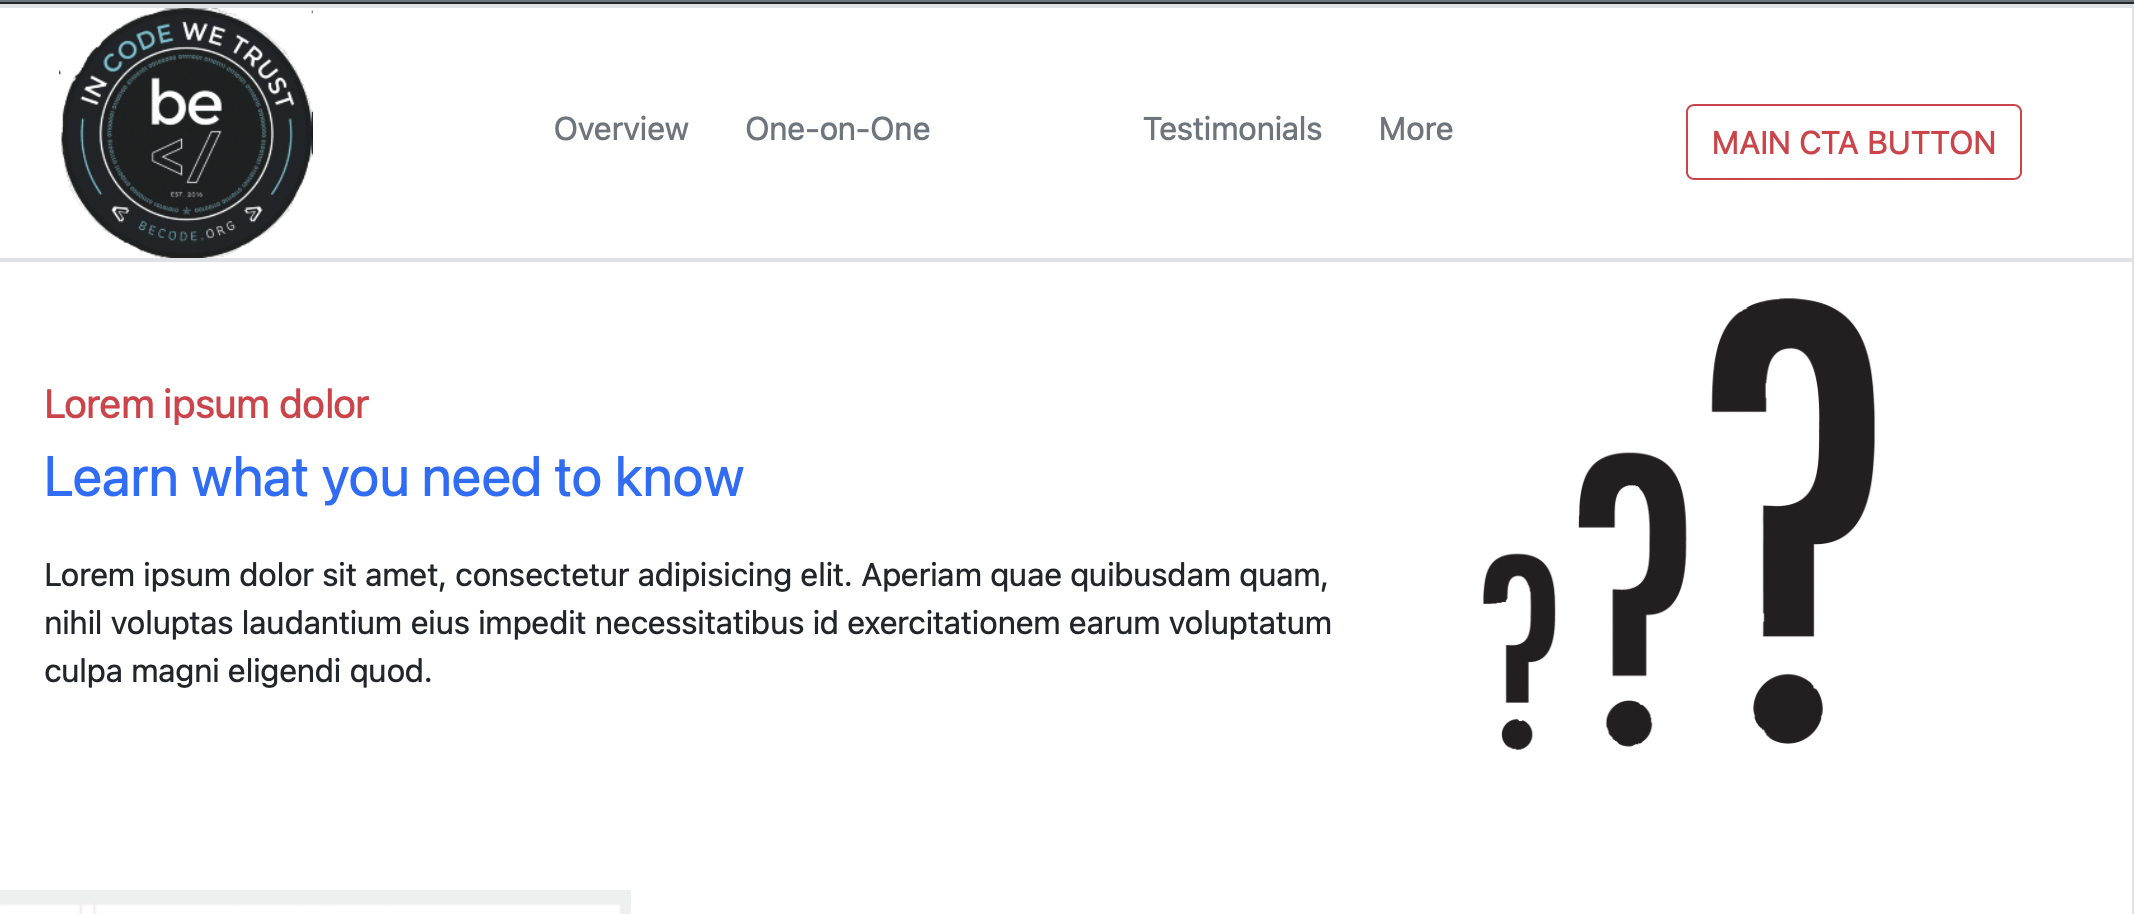 IN CODE WE TRUST
be
</
EST. 2016
BECODE.ORG
Overview One-on-One Testimonials More
MAIN CTA BUTTON
Lorem ipsum dolor
Learn what you need to know
Lorem ipsum dolor sit amet, consectetur adipisicing elit. Aperiam quae quibusdam quam,
nihil voluptas laudantium eius impedit necessitatibus id exercitationem earum voluptatum
culpa magni eligendi quod.
???